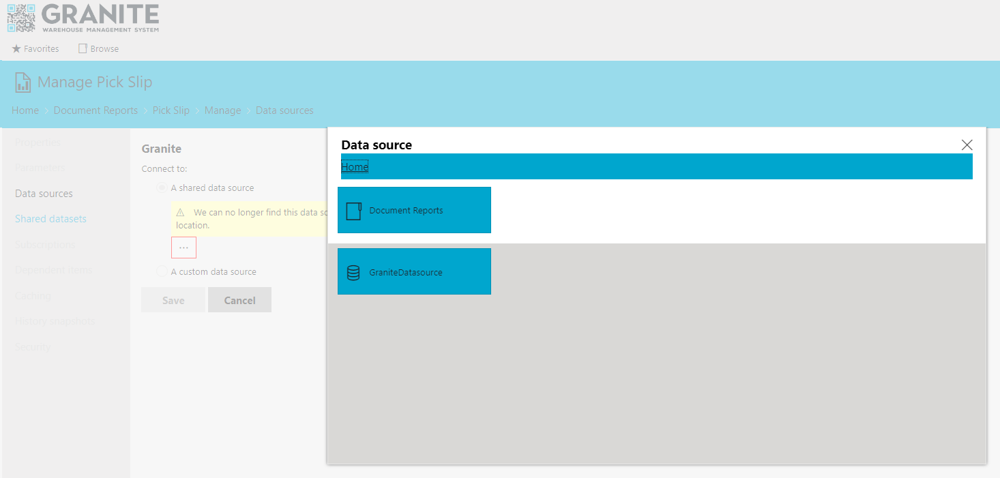 GRANITE
WAREHOUSE MANAGEMENT SYSTEM
Favorites Browse
Manage Pick Slip
Home > Document Reports > Pick Slip > Manage > Data sources
Properties
Parameters
Data sources
Shared datasets
Subscriptions
Dependent items
Caching
History snapshots
Security
Granite
Connect to:
A shared data source
We can no longer find this data so
location.
...
A custom data source
Save Cancel
Data source
Home
Document Reports
GraniteDatasource